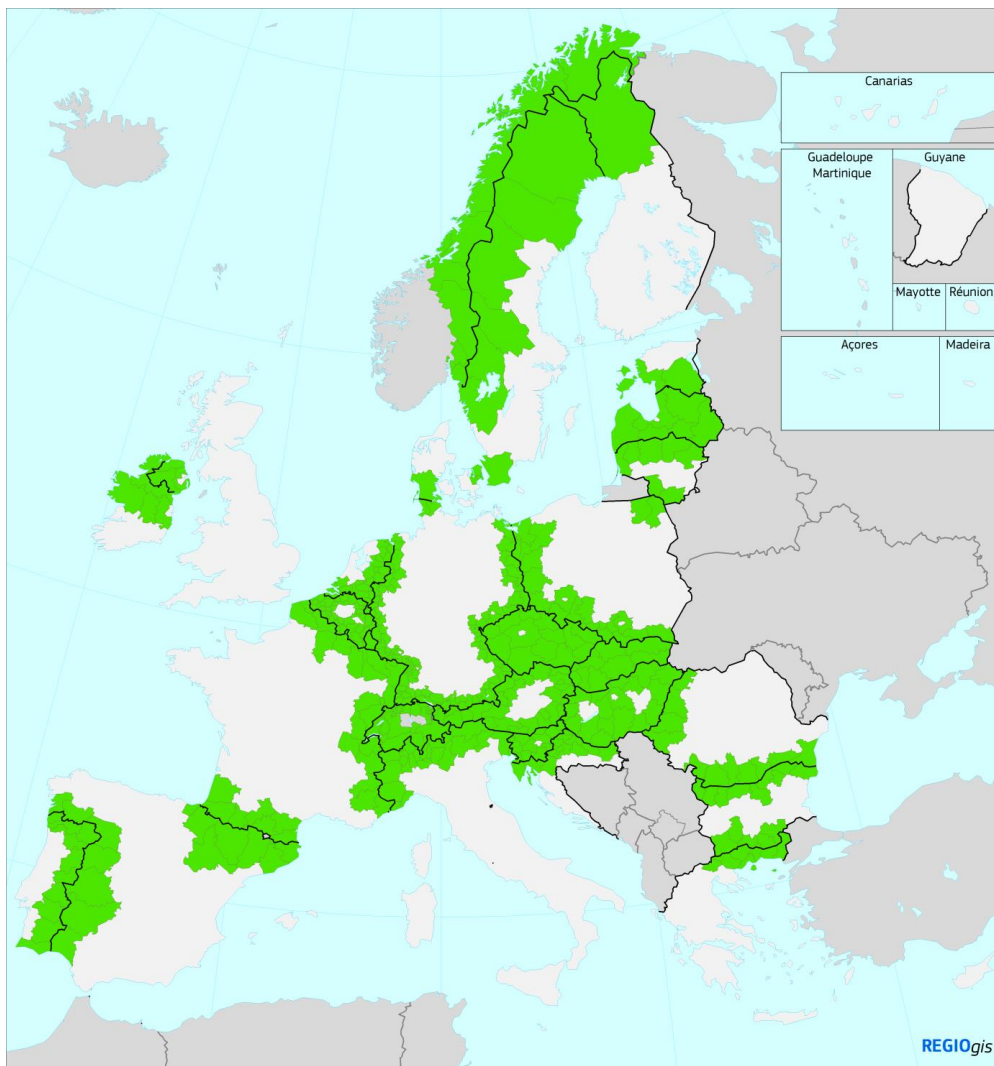 Canarias
Guadeloupe
Martinique
Guyane
Mayotte
Réunion
Açores
Madeira
REGIOgis